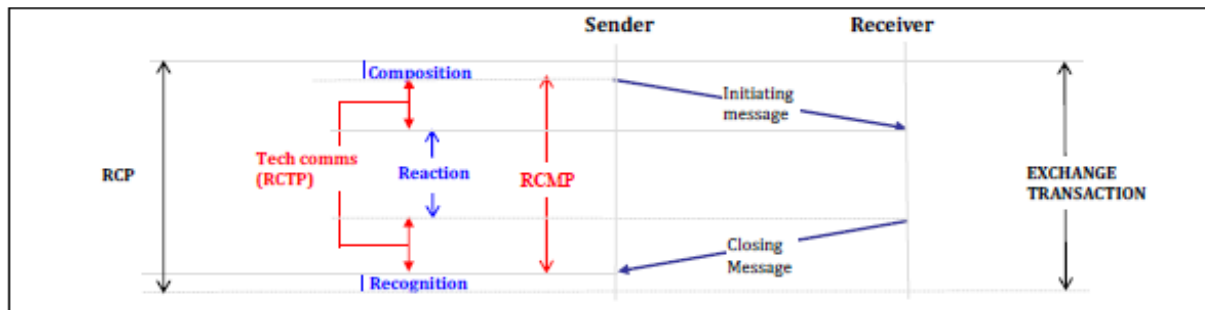 Sender
Receiver
Composition
Initiating
message
Tech comms
(RCTP)
RCP
Reaction
RCMP
EXCHANGE
TRANSACTION
Closing
Message
Recognition